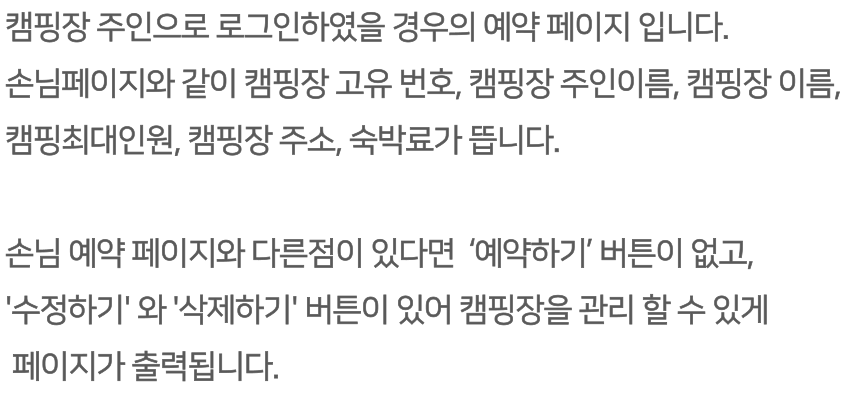 캠핑장 주인으로 로그인하였을 경우의 예약 페이지 입니다.
손님페이지와 같이 캠핑장 고유 번호, 캠핑장 주인이름, 캠핑장 이름,
캠핑최대인원, 캠핑장 주소, 숙박료가 뜹니다.
손님 예약 페이지와 다른점이 있다면 ‘예약하기’ 버튼이 없고,
'수정하기' 와 '삭제하기' 버튼이 있어 캠핑장을 관리 할 수 있게
페이지가 출력됩니다.